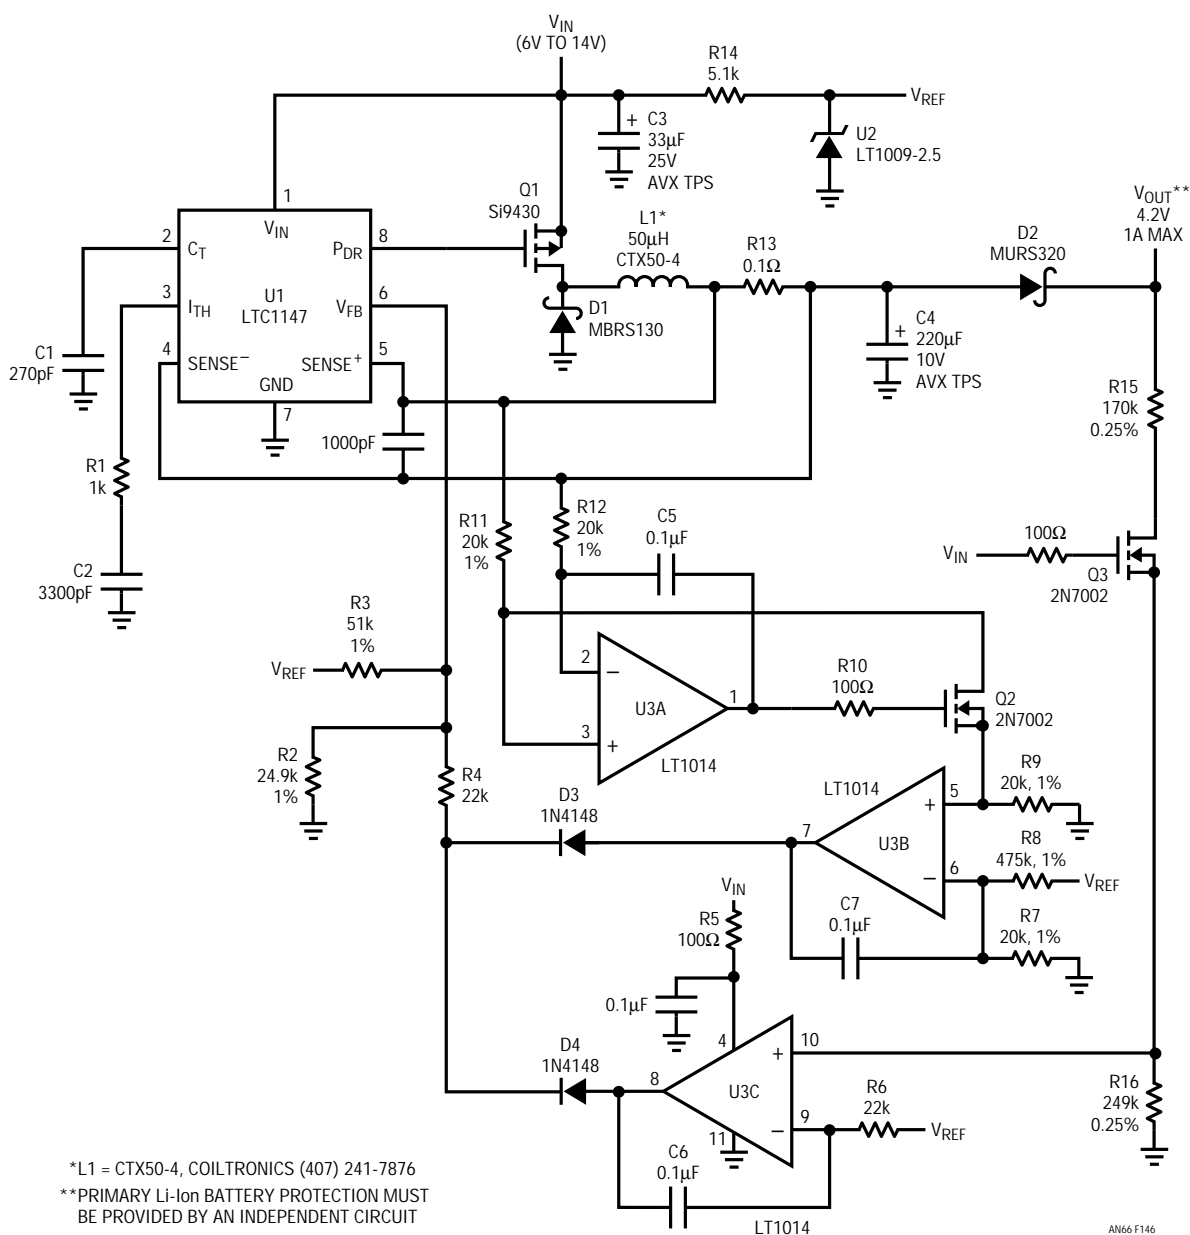 V_IN
(6V TO 14V)
R14
5.1k
V_REF
+
C3
33µF
25V
AVX TPS
U2
LT1009-2.5
Q1
Si9430
1
V_IN
2
C_T
P_DR
8
3
I_TH
V_FB
6
U1
LTC1147
4
SENSE⁻
SENSE⁺
5
GND
7
C1
270pF
L1*
50µH
CTX50-4
R13
0.1Ω
D1
MBRS130
D2
MURS320
V_OUT**
4.2V
1A MAX
+
C4
220µF
10V
AVX TPS
R15
170k
0.25%
1000pF
R1
1k
C2
3300pF
R11
20k
1%
R12
20k
1%
C5
0.1µF
V_IN
100Ω
Q3
2N7002
R3
51k
1%
V_REF
R2
24.9k
1%
R4
22k
2
−
3
+
U3A
1
LT1014
R10
100Ω
Q2
2N7002
D3
1N4148
LT1014
7
U3B
+
5
−
6
R9
20k, 1%
R8
475k, 1%
V_REF
R7
20k, 1%
C7
0.1µF
V_IN
R5
100Ω
0.1µF
D4
1N4148
8
U3C
4
11
+
10
−
9
R6
22k
V_REF
R16
249k
0.25%
C6
0.1µF
LT1014
*L1 = CTX50-4, COILTRONICS (407) 241-7876
**PRIMARY Li-Ion BATTERY PROTECTION MUST
BE PROVIDED BY AN INDEPENDENT CIRCUIT
AN66 F146